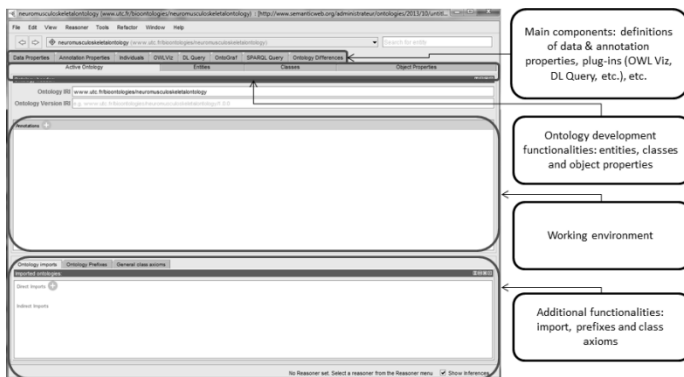 neuromusculoskeletalontology (www.utc.fr/bioontologies/neuromusculoskeletalontology) : [http://www.semanticweb.org/administrateur/ontologies/2013/10/untitl...
File Edit View Reasoner Tools Refactor Window Help
neuromusculoskeletalontology (www.utc.fr/bioontologies/neuromusculoskeletalontology)
Search for entity
Data Properties Annotation Properties Individuals OWLViz DL Query OntoGraf SPARQL Query Ontology Differences
Active Ontology Entities Classes Object Properties
Ontology IRI www.utc.fr/bioontologies/neuromusculoskeletalontology
Ontology Version IRI
Annotations
Ontology imports Ontology Prefixes General class axioms
Imported ontologies
Direct Imports
Indirect Imports
No Reasoner set. Select a reasoner from the Reasoner menu Show Inferences
Main components: definitions
of data & annotation
properties, plug-ins (OWL Viz,
DL Query, etc.), etc.
Ontology development
functionalities: entities, classes
and object properties
Working environment
Additional functionalities:
import, prefixes and class
axioms